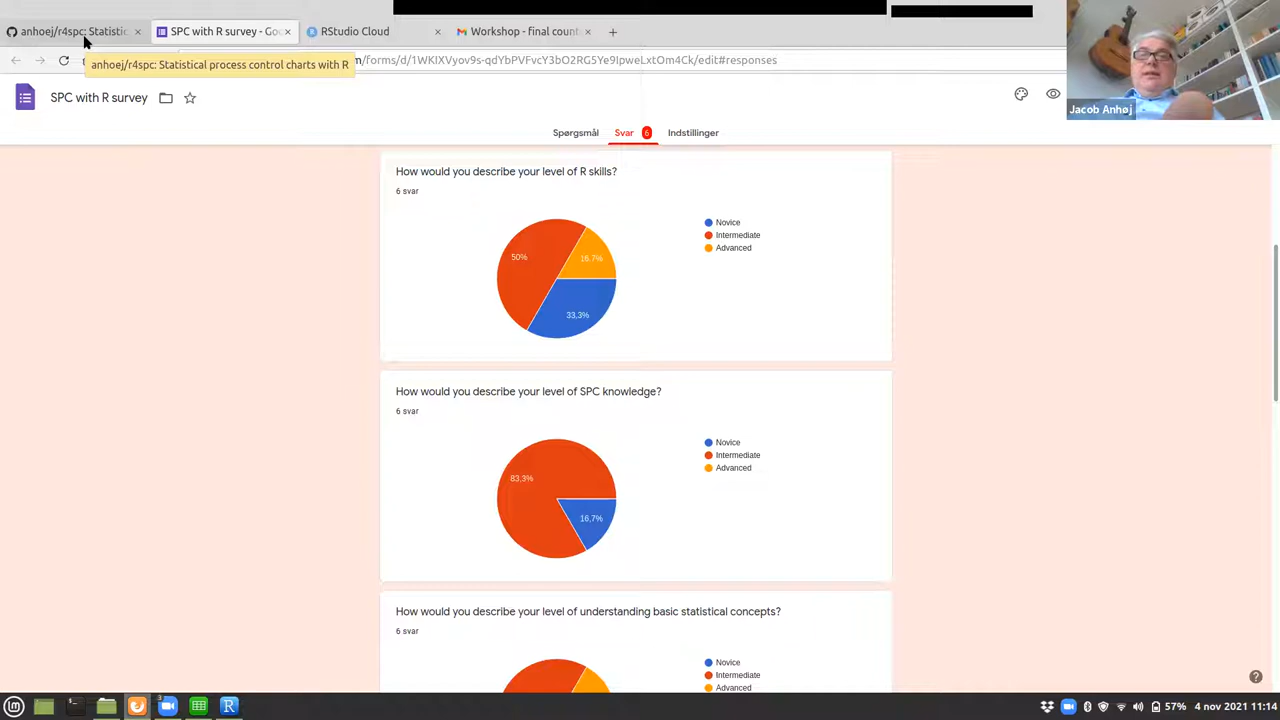 anhoej/r4spc: Statistic
SPC with R survey - Goo
RStudio Cloud
Workshop - final count
anhoej/r4spc: Statistical process control charts with R
m/forms/d/1WKIXVyov9s-qdYbPVFvcY3bO2RG5Ye9IpweLxtOm4Ck/edit#responses
SPC with R survey
Jacob Anhøj
Spørgsmål
Svar 6
Indstillinger
How would you describe your level of R skills?
6 svar
Novice
Intermediate
Advanced
50%
16,7%
33,3%
How would you describe your level of SPC knowledge?
6 svar
Novice
Intermediate
Advanced
83,3%
16,7%
How would you describe your level of understanding basic statistical concepts?
6 svar
Novice
Intermediate
Advanced
57% 4 nov 2021 11:14